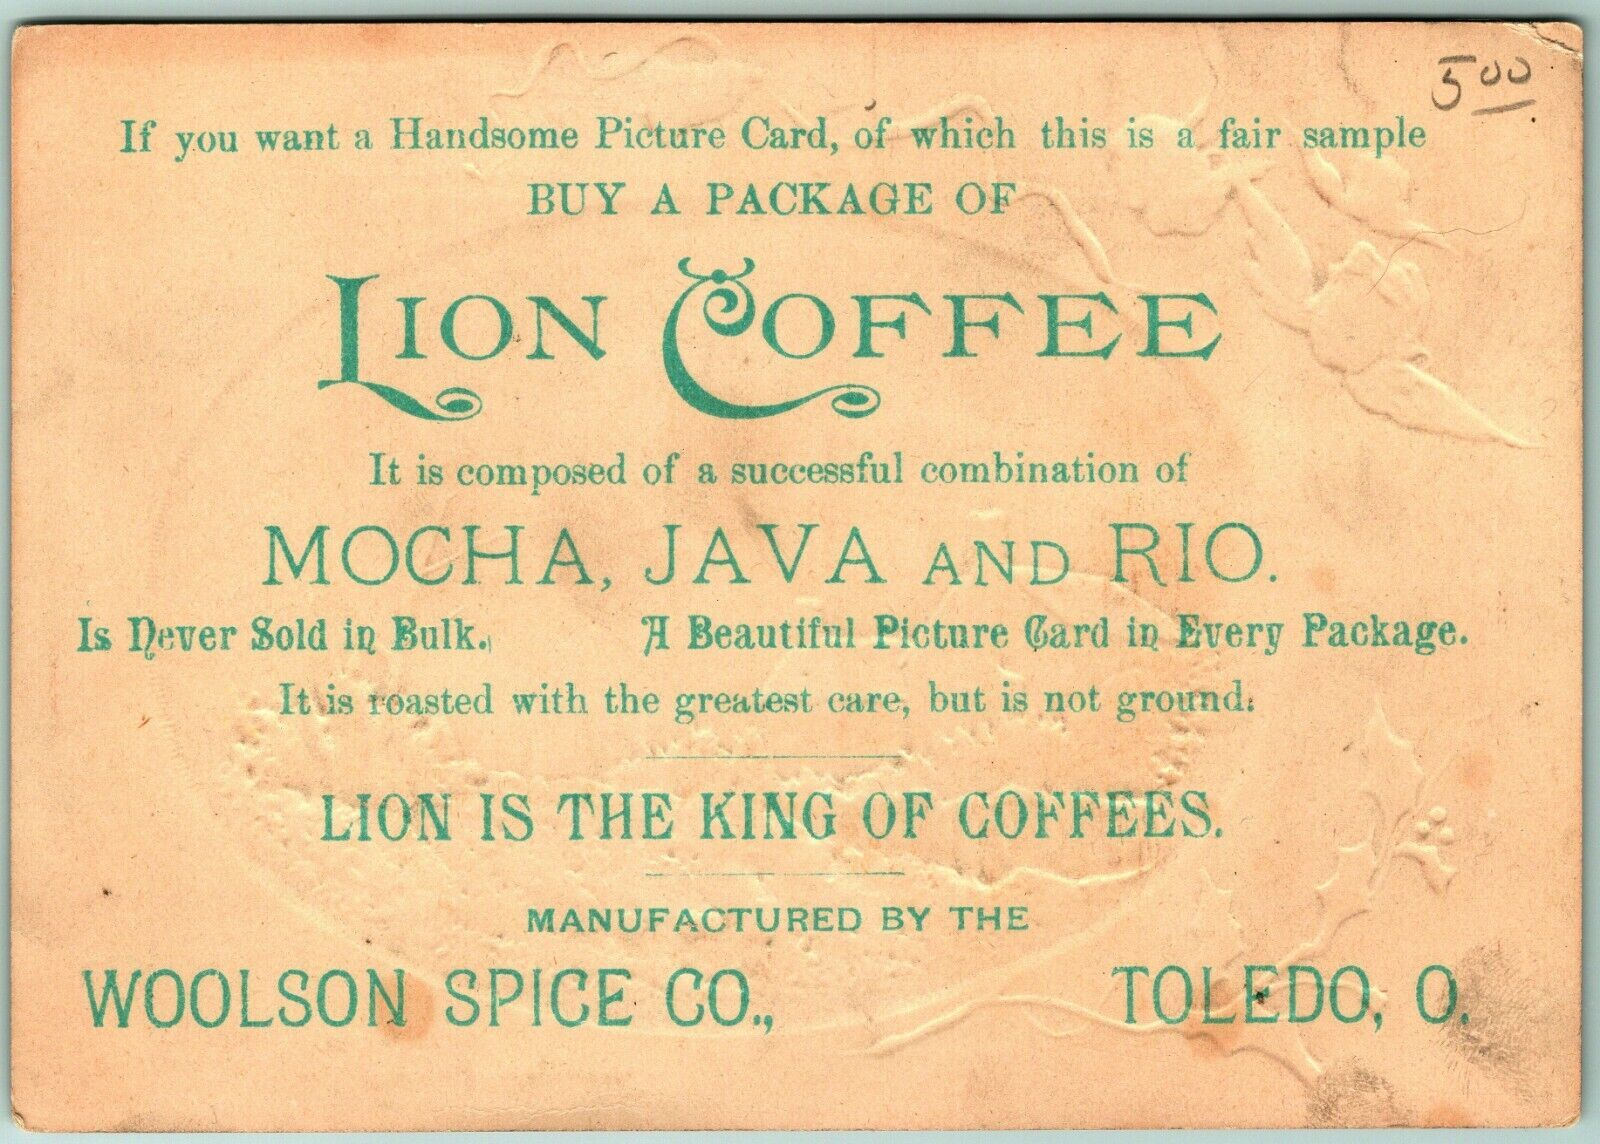 5 00
If you want a Handsome Picture Card, of which this is a fair sample
BUY A PACKAGE OF
LION COFFEE
It is composed of a successful combination of
MOCHA, JAVA AND RIO.
Is Never Sold in Bulk. A Beautiful Picture Card in Every Package.
It is roasted with the greatest care, but is not ground.
LION IS THE KING OF COFFEES.
MANUFACTURED BY THE
WOOLSON SPICE CO., TOLEDO, O.